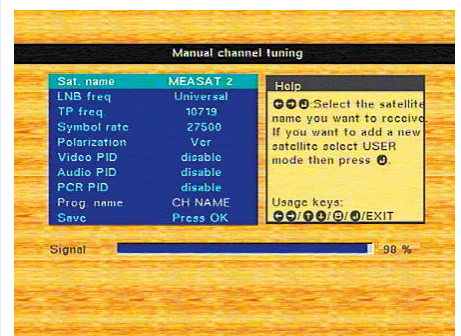 Manual channel tuning
Sat. name MEASAT 2
LNB freq Universal
TP freq. 10719
Symbol rate 27500
Polarization Ver
Video PID disable
Audio PID disable
PCR PID disable
Prog. name CH NAME
Save Press OK
Help
:Select the satellite
name you want to receive.
If you want to add a new
satellite select USER
mode then press .
Usage keys:
/ / / /EXIT
Signal 98 %